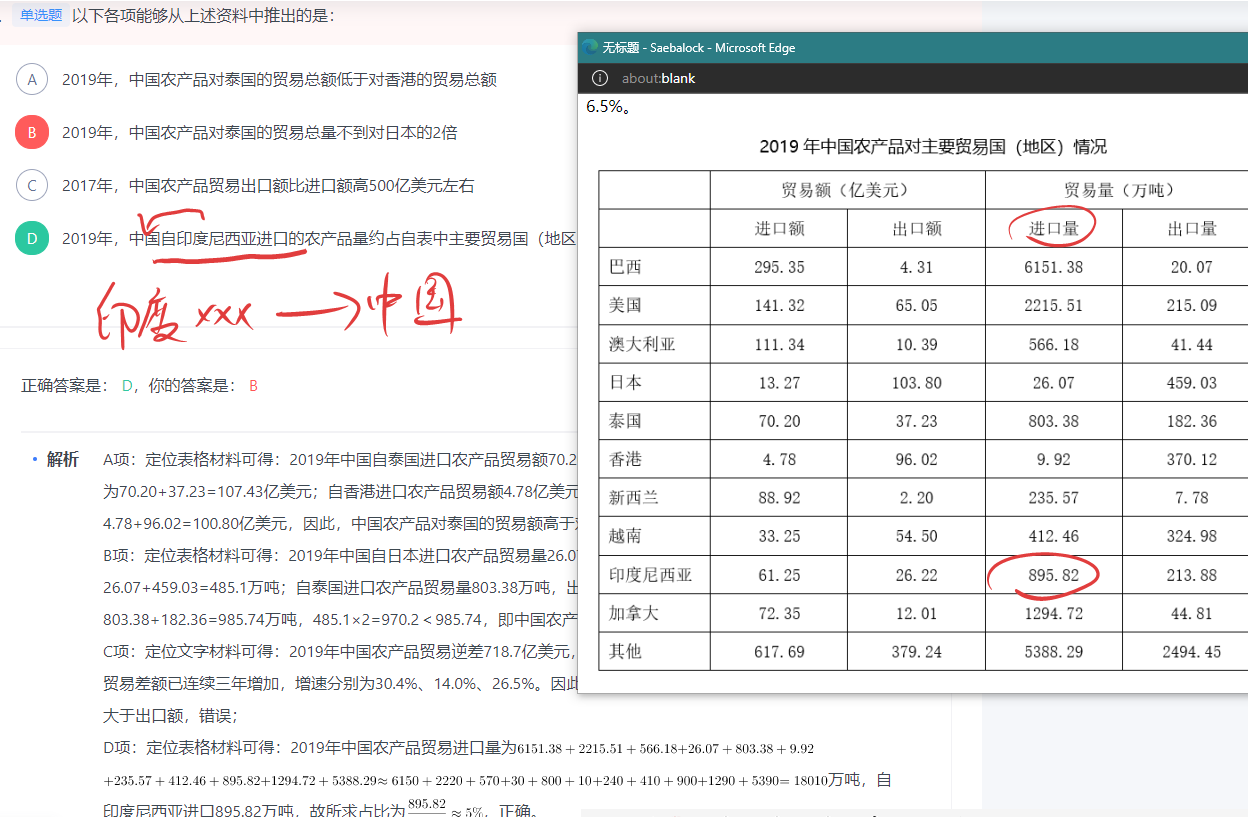 单选题 以下各项能够从上述资料中推出的是：
A 2019年，中国农产品对泰国的贸易总额低于对香港的贸易总额
B 2019年，中国农产品对泰国的贸易总量不到对日本的2倍
C 2017年，中国农产品贸易出口额比进口额高500亿美元左右
D 2019年，中国自印度尼西亚进口的农产品量约占自表中主要贸易国（地区
印度xxx → 中国
正确答案是： D，你的答案是： B
解析 A项：定位表格材料可得：2019年中国自泰国进口农产品贸易额70.2
为70.20+37.23=107.43亿美元；自香港进口农产品贸易额4.78亿美元
4.78+96.02=100.80亿美元，因此，中国农产品对泰国的贸易额高于
B项：定位表格材料可得：2019年中国自日本进口农产品贸易量26.07
26.07+459.03=485.1万吨；自泰国进口农产品贸易量803.38万吨，出
803.38+182.36=985.74万吨，485.1×2=970.2＜985.74，即中国农产
C项：定位文字材料可得：2019年中国农产品贸易逆差718.7亿美元，
贸易差额已连续三年增加，增速分别为30.4%、14.0%、26.5%。因此
大于出口额，错误；
D项：定位表格材料可得：2019年中国农产品贸易进口量为6151.38+2215.51+566.18+26.07+803.38+9.92
+235.57+412.46+895.82+1294.72+5388.29≈6150+2220+570+30+800+10+240+410+900+1290+5390=18010万吨，自
印度尼西亚进口895.82万吨，故所求占比为895.82 ≈5%，正确。
无标题 - Saebalock - Microsoft Edge
about:blank
6.5%。
2019 年中国农产品对主要贸易国（地区）情况
贸易额（亿美元） 贸易量（万吨）
进口额 出口额 进口量 出口量
巴西 295.35 4.31 6151.38 20.07
美国 141.32 65.05 2215.51 215.09
澳大利亚 111.34 10.39 566.18 41.44
日本 13.27 103.80 26.07 459.03
泰国 70.20 37.23 803.38 182.36
香港 4.78 96.02 9.92 370.12
新西兰 88.92 2.20 235.57 7.78
越南 33.25 54.50 412.46 324.98
印度尼西亚 61.25 26.22 895.82 213.88
加拿大 72.35 12.01 1294.72 44.81
其他 617.69 379.24 5388.29 2494.45